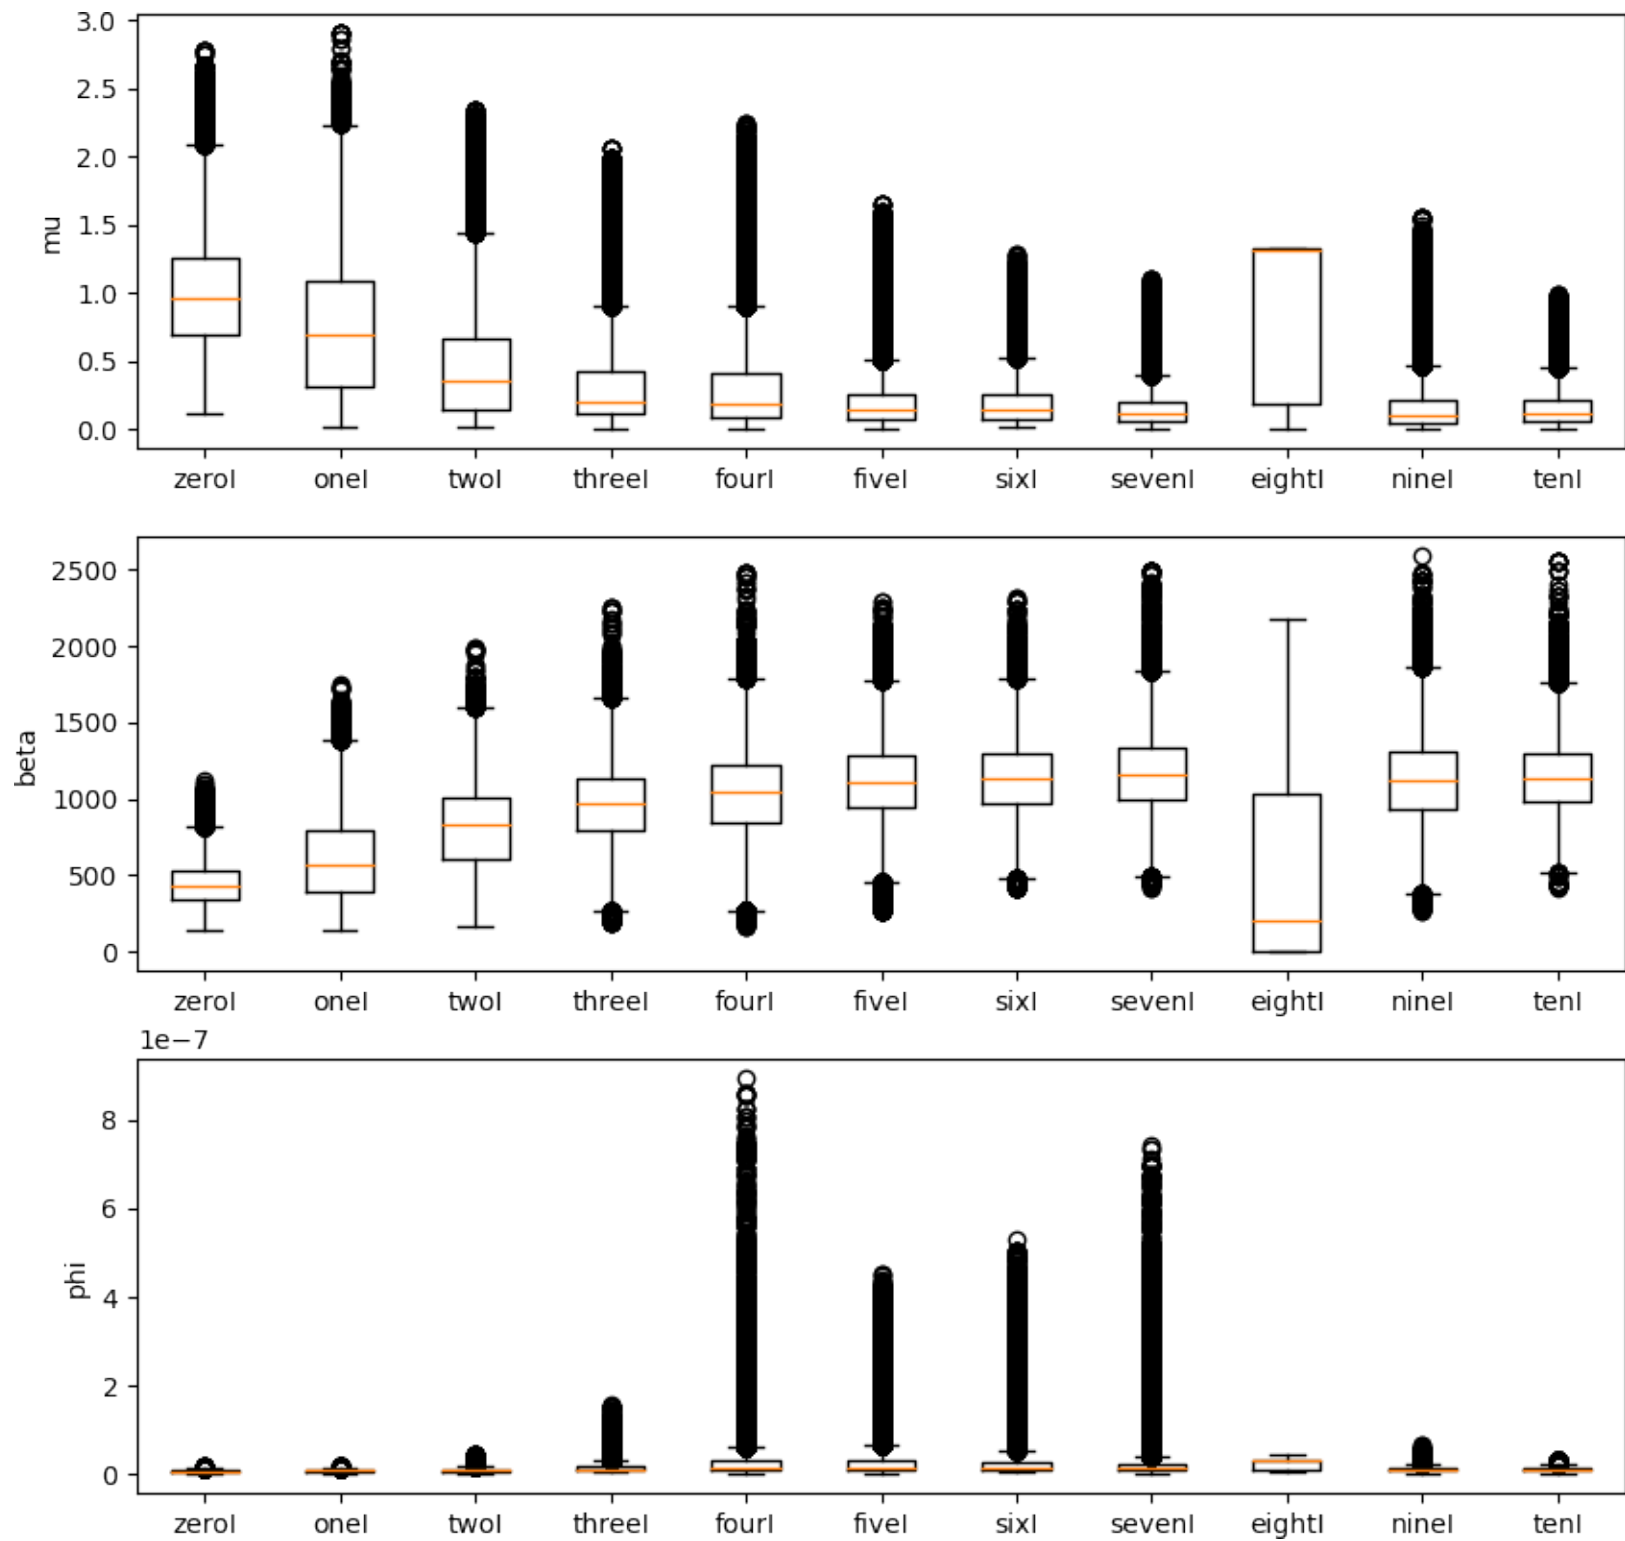 3.0
2.5
2.0
1.5
1.0
0.5
0.0
mu
zeroI oneI twoI threeI fourI fiveI sixI sevenI eightI nineI tenI
2500
2000
1500
1000
500
0
beta
zeroI oneI twoI threeI fourI fiveI sixI sevenI eightI nineI tenI
1e−7
8
6
4
2
0
phi
zeroI oneI twoI threeI fourI fiveI sixI sevenI eightI nineI tenI